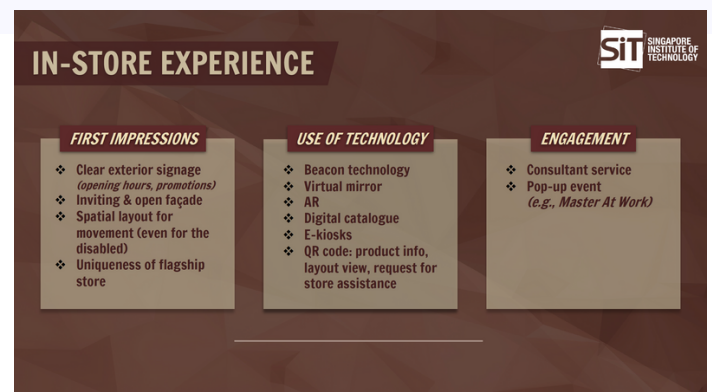 IN-STORE EXPERIENCE
SiT
SINGAPORE
INSTITUTE OF
TECHNOLOGY
FIRST IMPRESSIONS
❖ Clear exterior signage
(opening hours, promotions)
❖ Inviting & open façade
❖ Spatial layout for
movement (even for the
disabled)
❖ Uniqueness of flagship
store
USE OF TECHNOLOGY
❖ Beacon technology
❖ Virtual mirror
❖ AR
❖ Digital catalogue
❖ E-kiosks
❖ QR code: product info,
layout view, request for
store assistance
ENGAGEMENT
❖ Consultant service
❖ Pop-up event
(e.g., Master At Work)